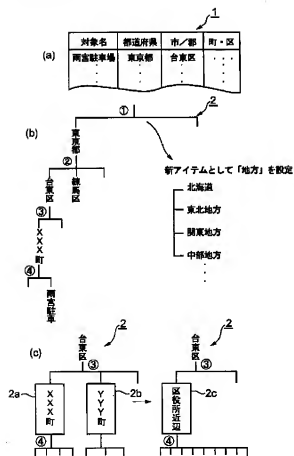 1
(a)
対象名 都道府県 市／郡 町・区
雨宮駐車場 東京都 台東区 ・・・・
2
①
(b)
東京都
②
新アイテムとして「地方」を設定
台東区 練馬区
北海道
③
東北地方
XXX町
関東地方
④
中部地方
雨宮駐車
(c)
2 2
台東区 台東区
③ ③
2a XXX町 YYY町 2b 区役所近辺 2c
④ ④